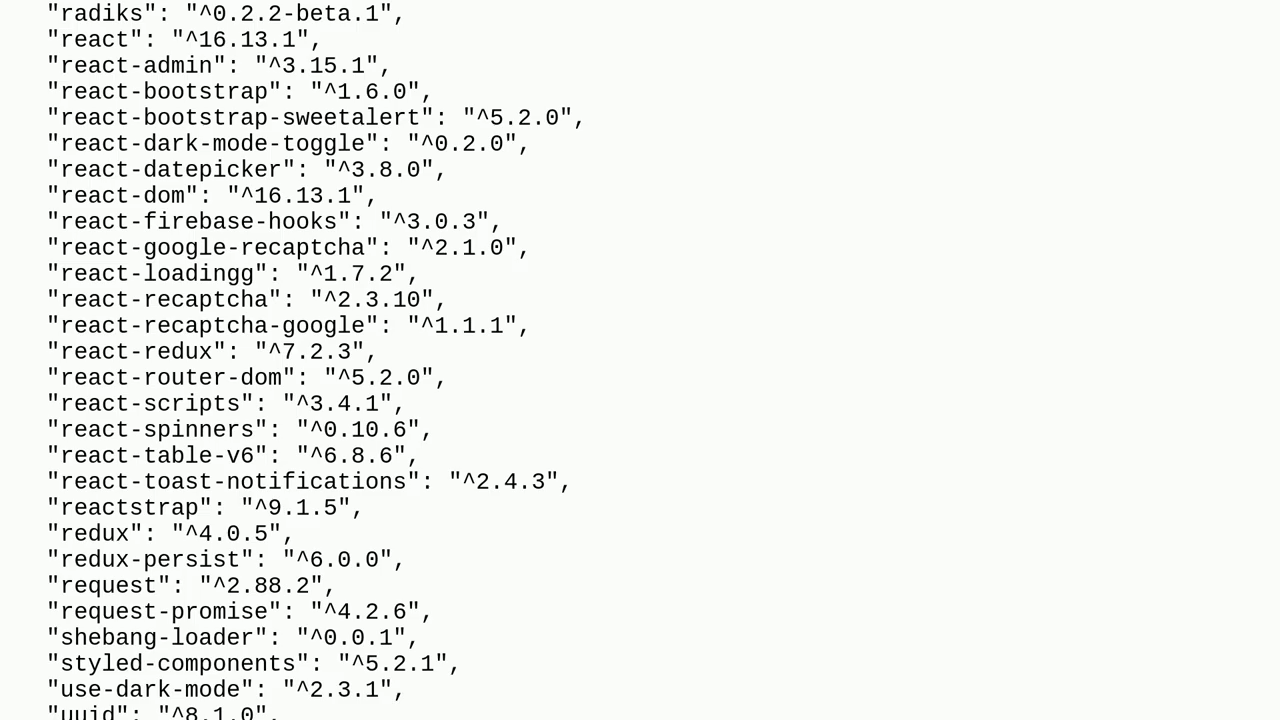 "radiks": "^0.2.2-beta.1",
"react": "^16.13.1",
"react-admin": "^3.15.1",
"react-bootstrap": "^1.6.0",
"react-bootstrap-sweetalert": "^5.2.0",
"react-dark-mode-toggle": "^0.2.0",
"react-datepicker": "^3.8.0",
"react-dom": "^16.13.1",
"react-firebase-hooks": "^3.0.3",
"react-google-recaptcha": "^2.1.0",
"react-loadingg": "^1.7.2",
"react-recaptcha": "^2.3.10",
"react-recaptcha-google": "^1.1.1",
"react-redux": "^7.2.3",
"react-router-dom": "^5.2.0",
"react-scripts": "^3.4.1",
"react-spinners": "^0.10.6",
"react-table-v6": "^6.8.6",
"react-toast-notifications": "^2.4.3",
"reactstrap": "^9.1.5",
"redux": "^4.0.5",
"redux-persist": "^6.0.0",
"request": "^2.88.2",
"request-promise": "^4.2.6",
"shebang-loader": "^0.0.1",
"styled-components": "^5.2.1",
"use-dark-mode": "^2.3.1",
"uuid": "^8.1.0",